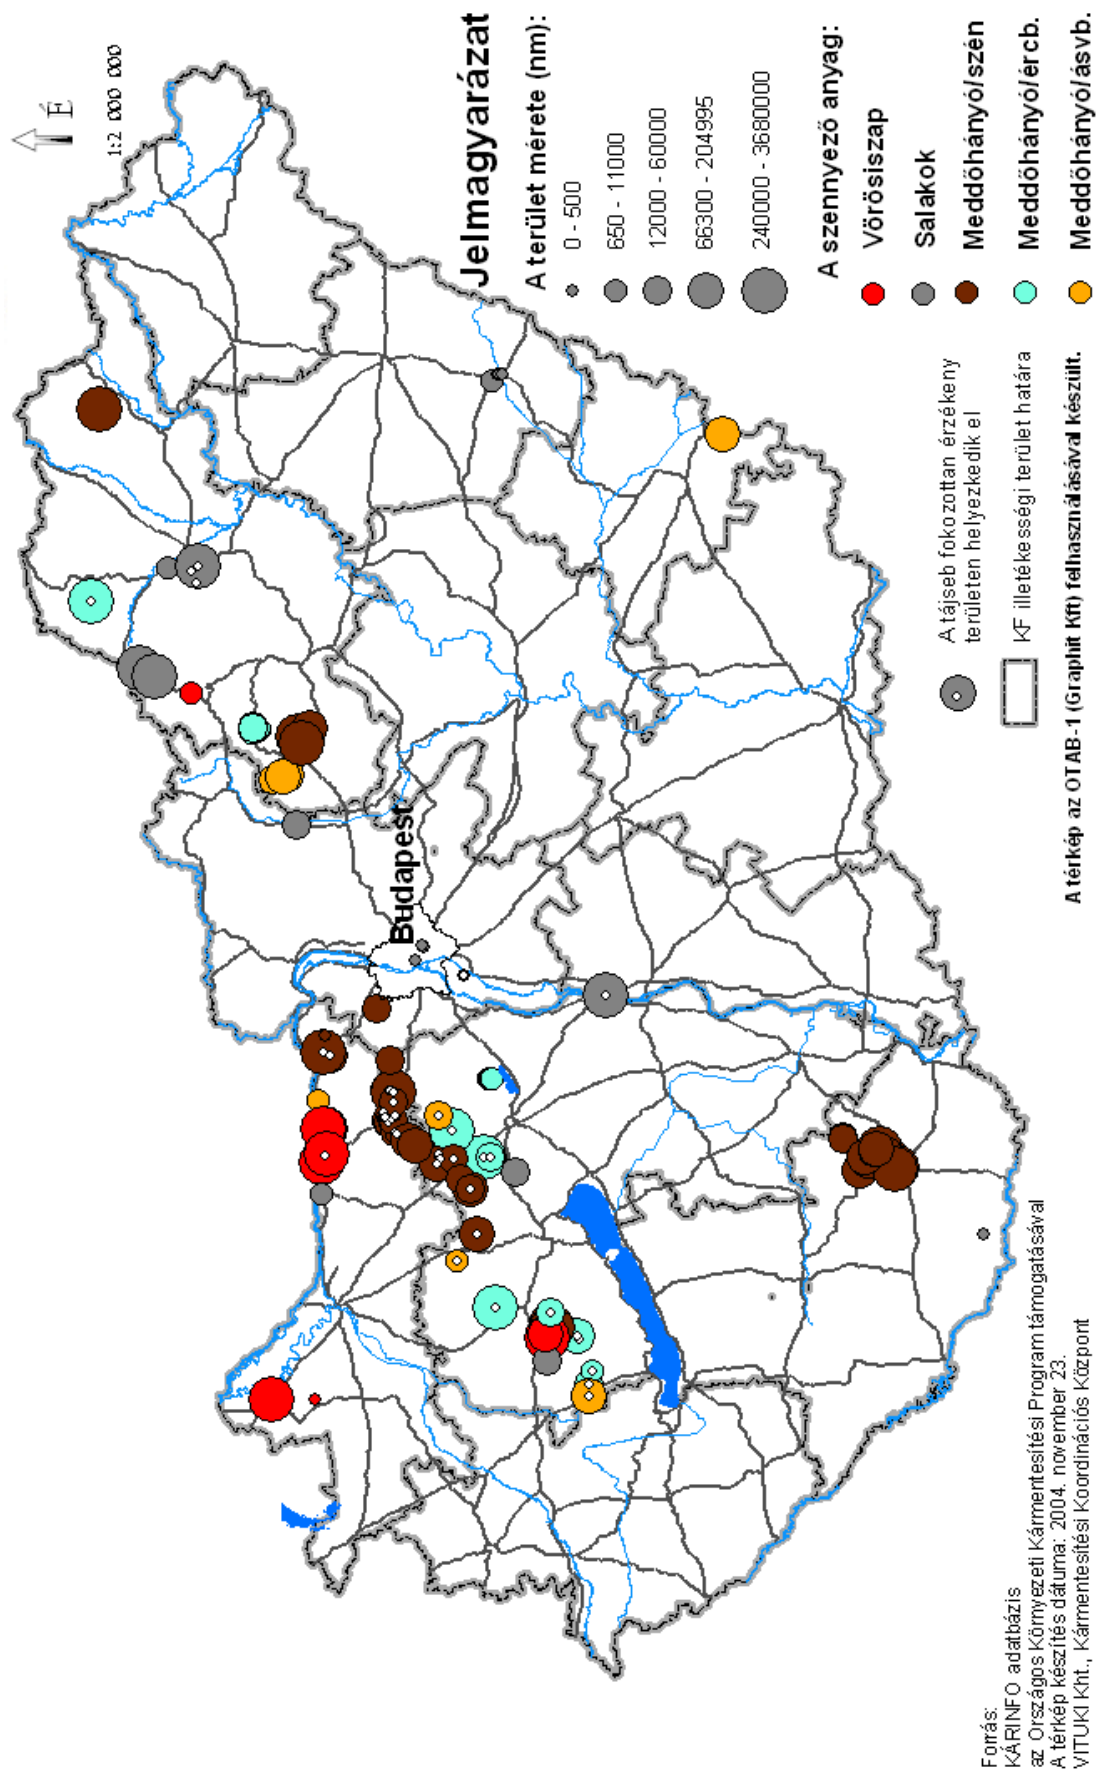 É
1:2 000 000
Budapest
Jelmagyarázat
A terület mérete (nm):
0 - 500
650 - 11000
12000 - 60000
66300 - 204995
240000 - 3680000
A szennyező anyag:
Vörösiszap
Salakok
Meddőhányó/szén
Meddőhányó/ércb.
Meddőhányó/ásvb.
A tájseb fokozottan érzékeny
területen helyezkedik el
KF illetékességi terület határa
A térkép az OTAB-1 (Graphit Kft) felhasználásával készült.
Forrás:
KÁRINFO adatbázis
az Országos Környezeti Kármentesítési Program támogatásával
A térkép készítés dátuma: 2004. november 23.
VITUKI Kht., Kármentesítési Koordinációs Központ